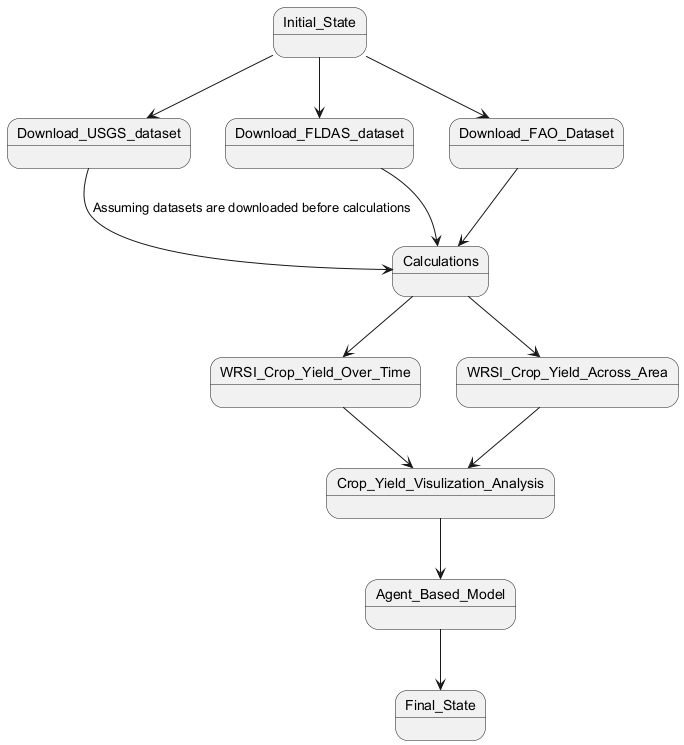 Initial_State
Download_USGS_dataset
Download_FLDAS_dataset
Download_FAO_Dataset
Assuming datasets are downloaded before calculations
Calculations
WRSI_Crop_Yield_Over_Time
WRSI_Crop_Yield_Across_Area
Crop_Yield_Visulization_Analysis
Agent_Based_Model
Final_State